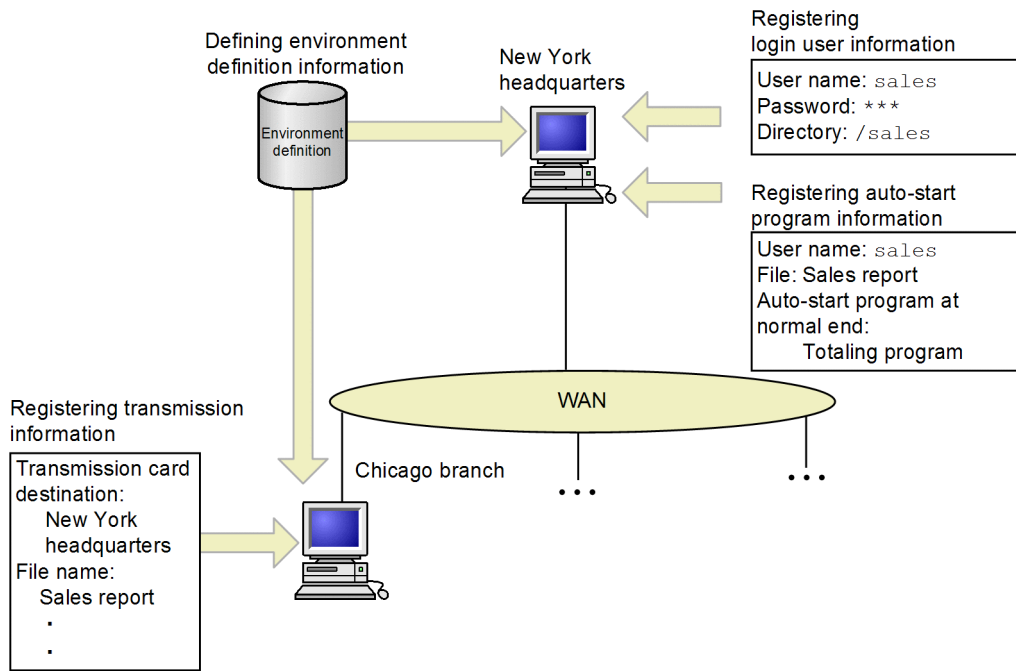 Defining environment
definition information
Environment
definition
New York
headquarters
Registering
login user information
User name: sales
Password: ***
Directory: /sales
Registering auto-start
program information
User name: sales
File: Sales report
Auto-start program at
normal end:
Totaling program
WAN
Registering transmission
information
Transmission card
destination:
New York
headquarters
File name:
Sales report
.
.
Chicago branch
...
...